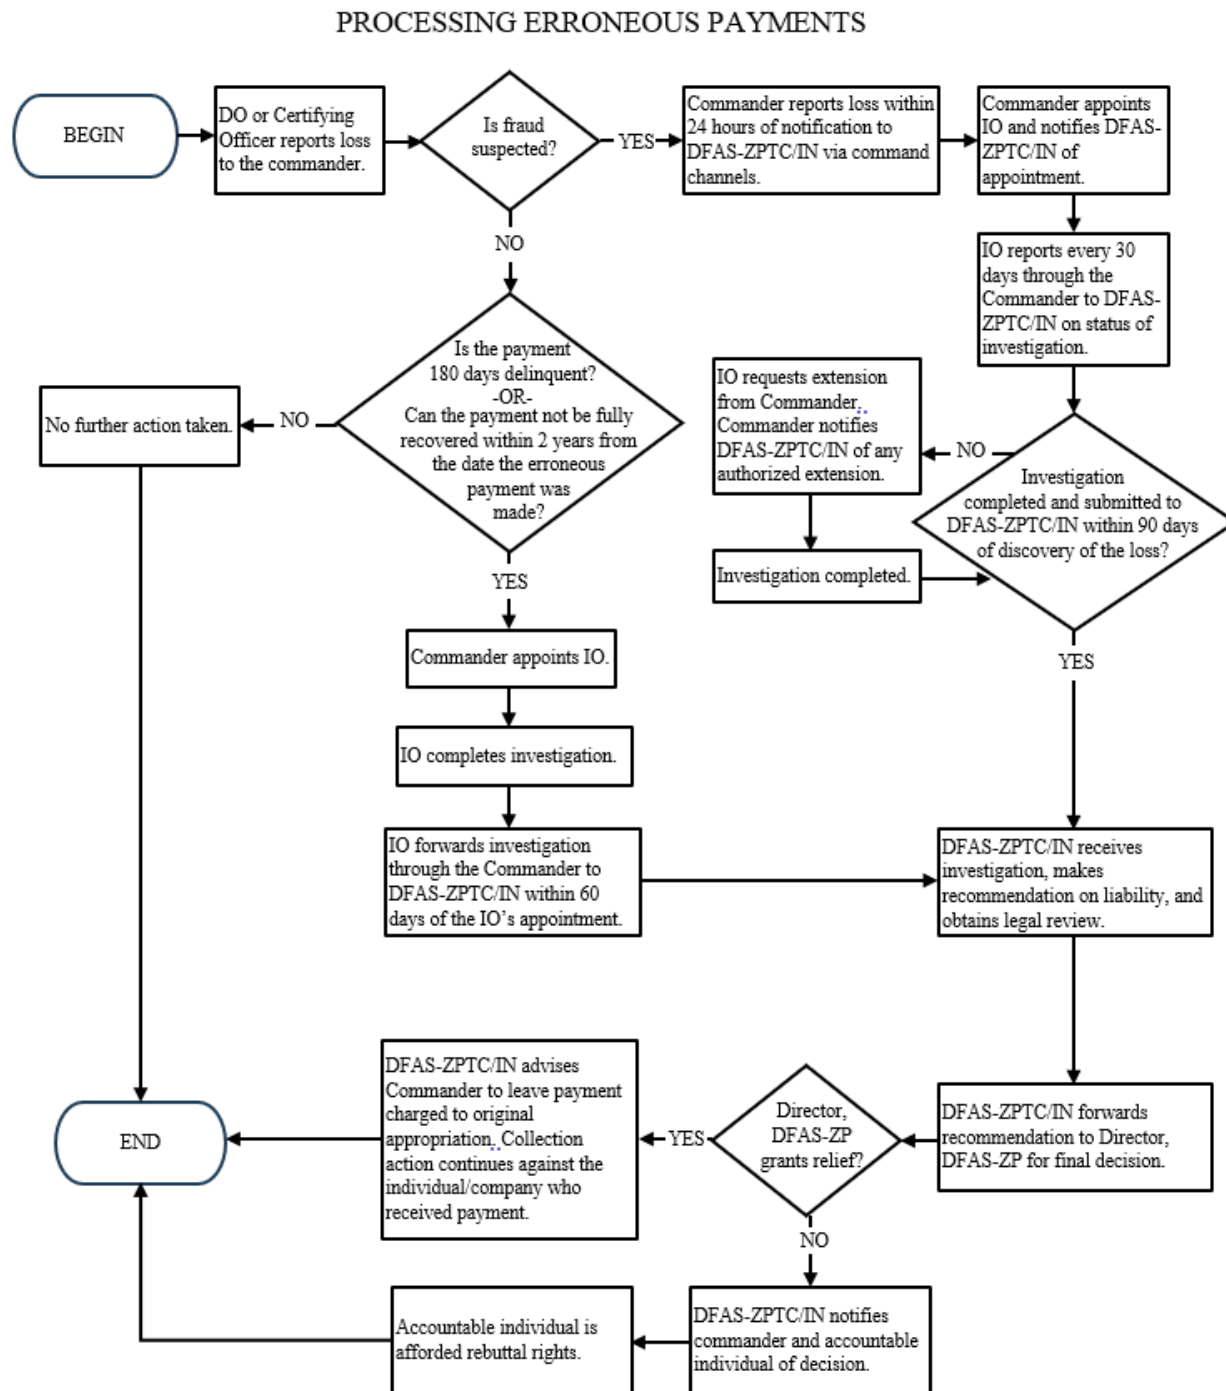 PROCESSING ERRONEOUS PAYMENTS
BEGIN
DO or Certifying
Officer reports loss
to the commander.
Is fraud
suspected?
YES
Commander reports loss within
24 hours of notification to
DFAS-ZPTC/IN via command
channels.
Commander appoints
IO and notifies DFAS-
ZPTC/IN of
appointment.
NO
IO reports every 30
days through the
Commander to DFAS-
ZPTC/IN on status of
investigation.
Is the payment
180 days delinquent?
-OR-
Can the payment not be fully
recovered within 2 years from
the date the erroneous
payment was
made?
NO
No further action taken.
IO requests extension
from Commander.
Commander notifies
DFAS-ZPTC/IN of any
authorized extension.
NO
Investigation
completed and submitted to
DFAS-ZPTC/IN within 90 days
of discovery of the loss?
Investigation completed.
YES
YES
Commander appoints IO.
IO completes investigation.
IO forwards investigation
through the Commander to
DFAS-ZPTC/IN within 60
days of the IO’s appointment.
DFAS-ZPTC/IN receives
investigation, makes
recommendation on liability, and
obtains legal review.
DFAS-ZPTC/IN forwards
recommendation to Director,
DFAS-ZP for final decision.
Director,
DFAS-ZP
grants relief?
YES
DFAS-ZPTC/IN advises
Commander to leave payment
charged to original
appropriation. Collection
action continues against the
individual/company who
received payment.
END
NO
DFAS-ZPTC/IN notifies
commander and accountable
individual of decision.
Accountable individual is
afforded rebuttal rights.